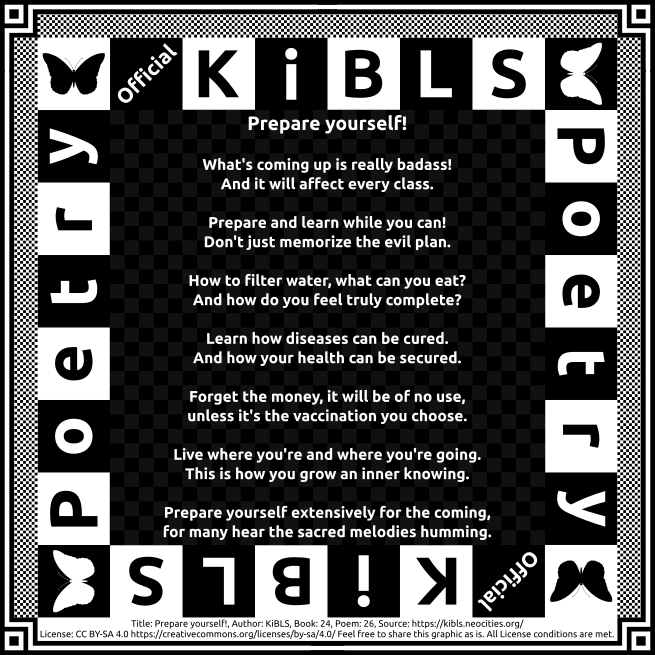 Official KiBLS
Poetry
Poetry
Prepare yourself!
What's coming up is really badass!
And it will affect every class.
Prepare and learn while you can!
Don't just memorize the evil plan.
How to filter water, what can you eat?
And how do you feel truly complete?
Learn how diseases can be cured.
And how your health can be secured.
Forget the money, it will be of no use,
unless it's the vaccination you choose.
Live where you're and where you're going.
This is how you grow an inner knowing.
Prepare yourself extensively for the coming,
for many hear the sacred melodies humming.
Official KiBLS
Title: Prepare yourself!, Author: KiBLS, Book: 24, Poem: 26, Source: https://kibls.neocities.org/
License: CC BY-SA 4.0 https://creativecommons.org/licenses/by-sa/4.0/ Feel free to share this graphic as is. All License conditions are met.